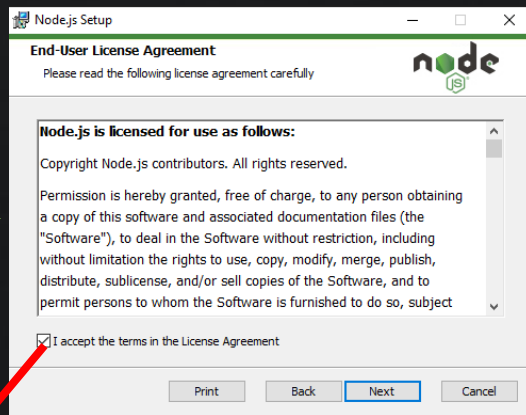 Node.js Setup
End-User License Agreement
Please read the following license agreement carefully
node
JS
Node.js is licensed for use as follows:
Copyright Node.js contributors. All rights reserved.
Permission is hereby granted, free of charge, to any person obtaining
a copy of this software and associated documentation files (the
"Software"), to deal in the Software without restriction, including
without limitation the rights to use, copy, modify, merge, publish,
distribute, sublicense, and/or sell copies of the Software, and to
permit persons to whom the Software is furnished to do so, subject
I accept the terms in the License Agreement
Print Back Next Cancel